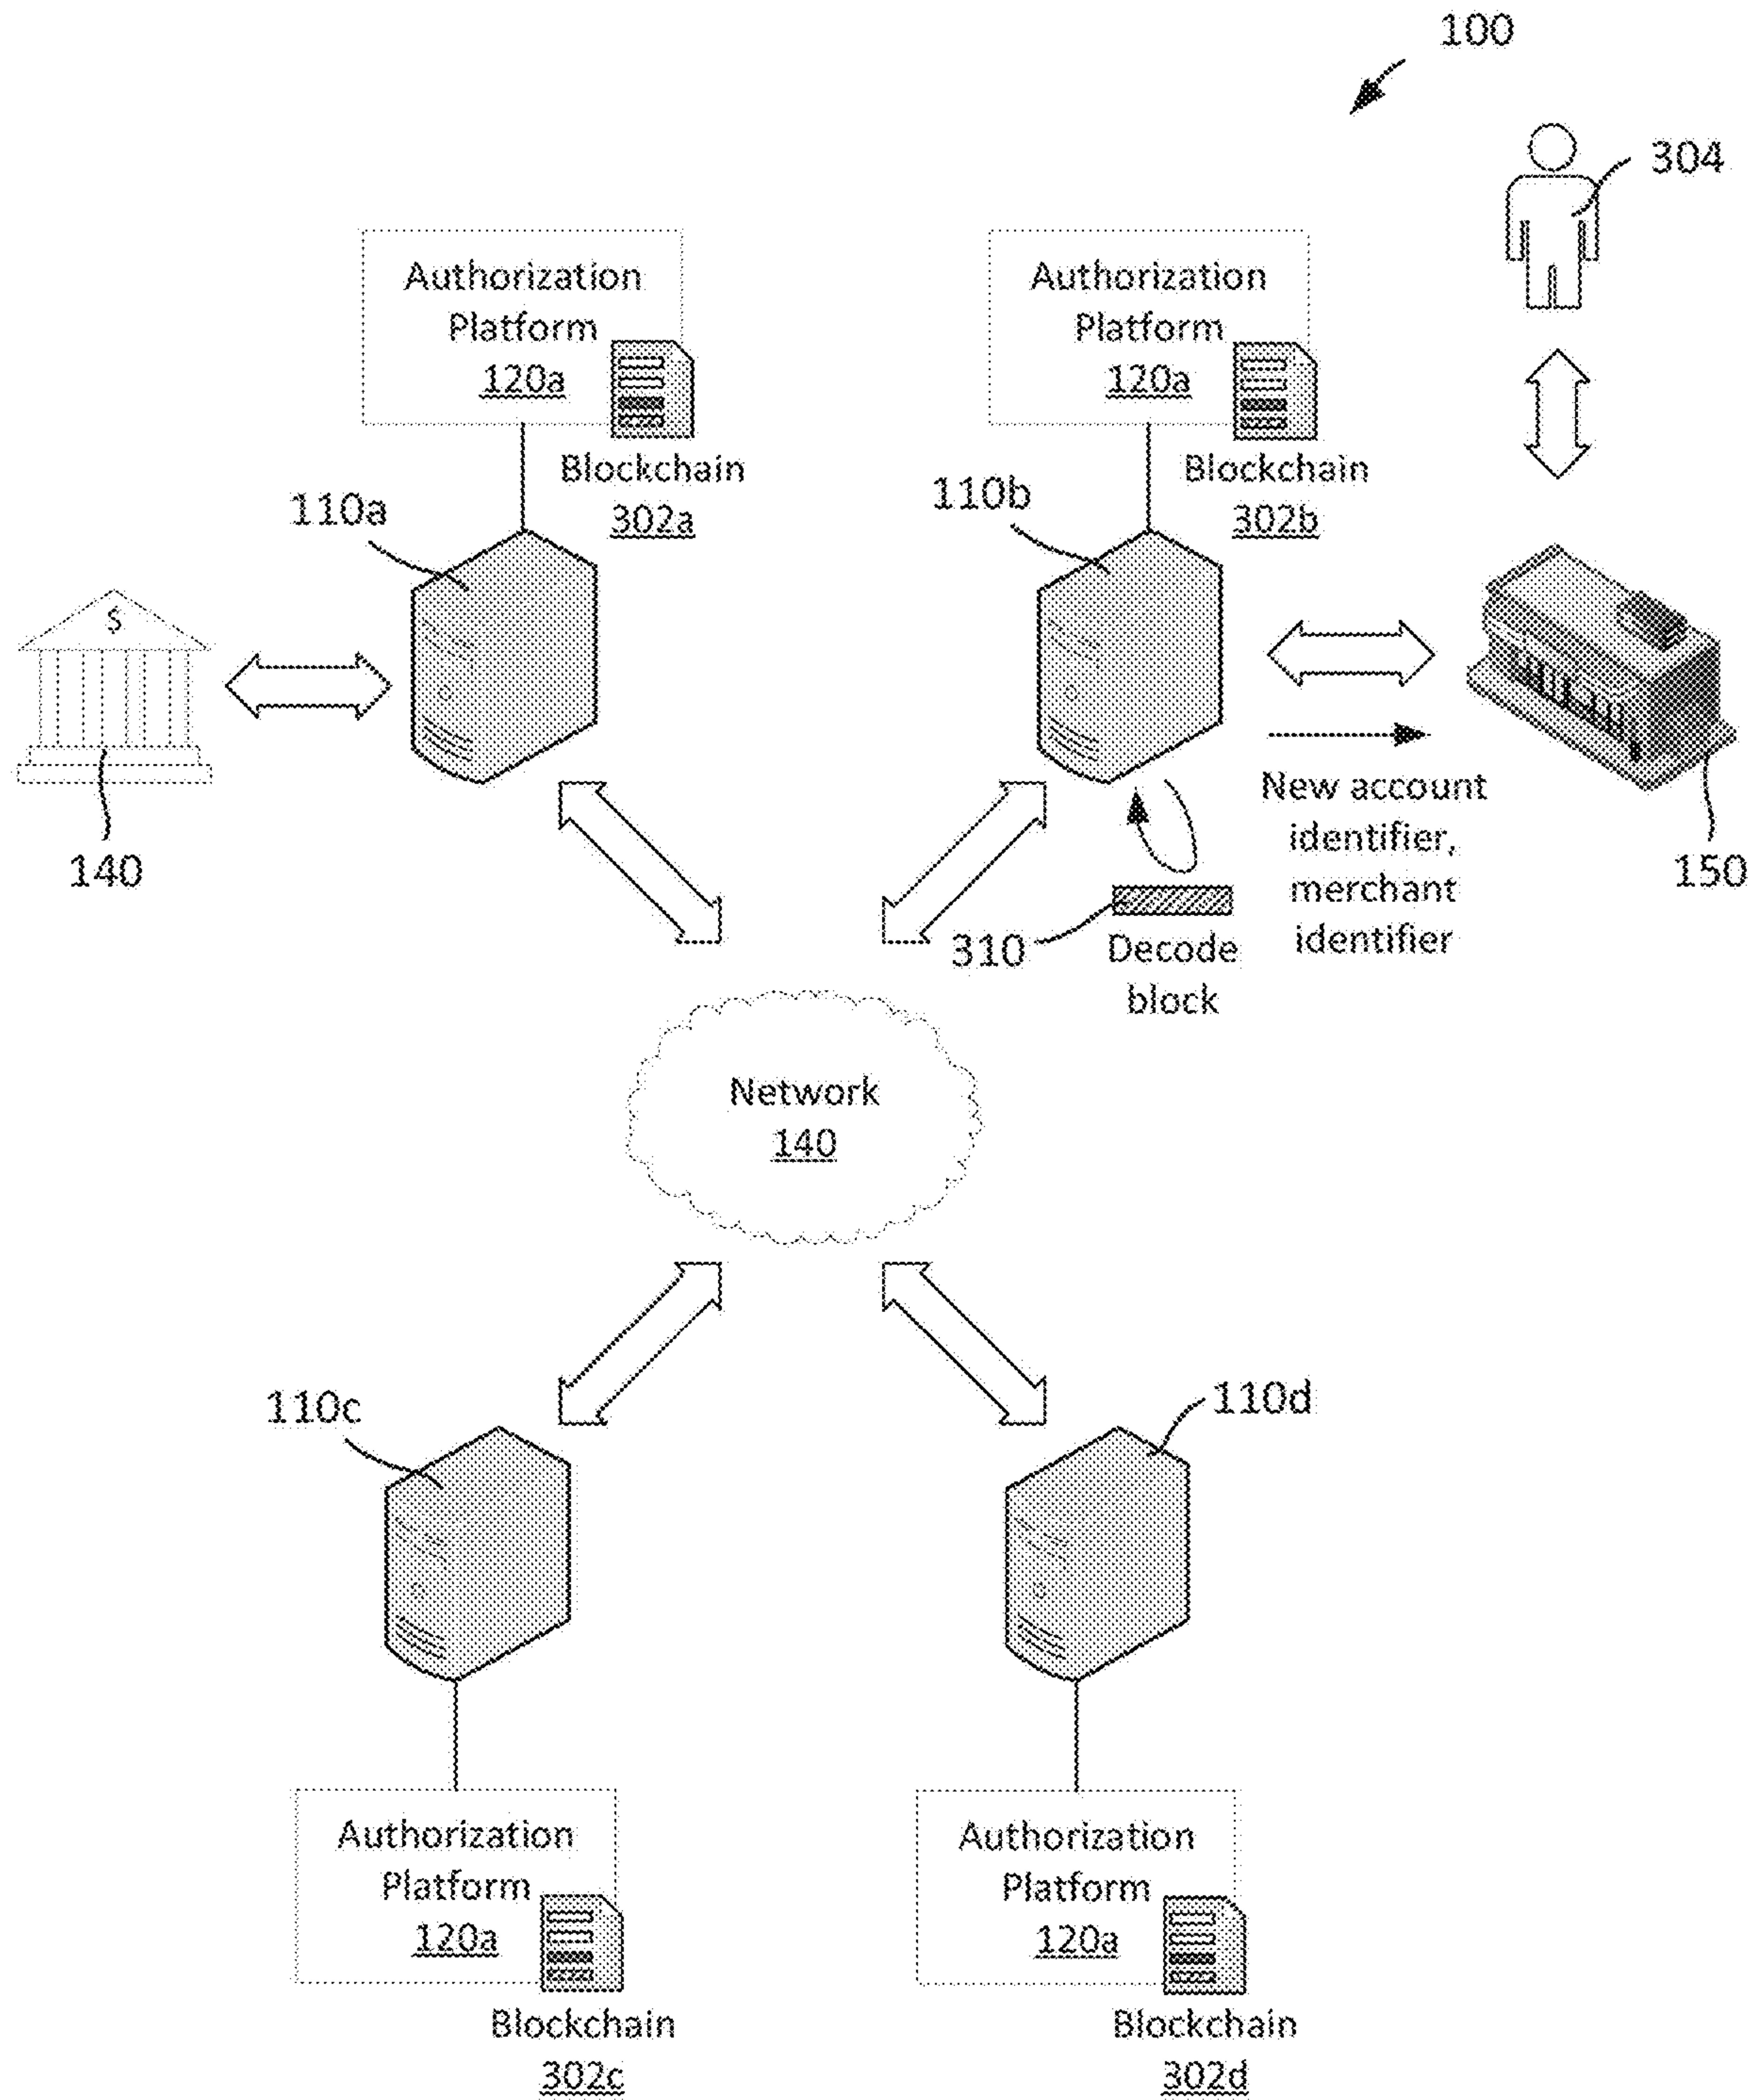 100
304
Authorization
Platform
120a
Blockchain
302a
Authorization
Platform
120a
Blockchain
302b
110a
110b
$
140
150
New account
identifier,
merchant
identifier
310
Decode
block
Network
140
110c
110d
Authorization
Platform
120a
Blockchain
302c
Authorization
Platform
120a
Blockchain
302d